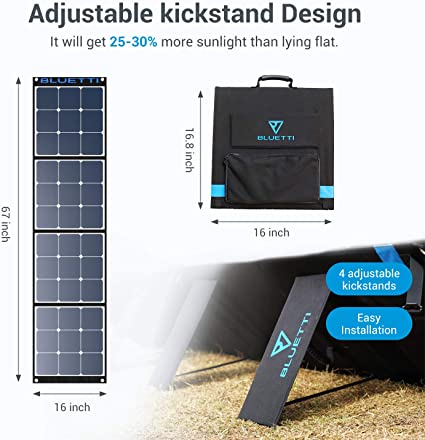 Adjustable kickstand Design
It will get 25-30% more sunlight than lying flat.
BLUETTI
67 inch
16 inch
16.8 inch
BLUETTI
16 inch
4 adjustable
kickstands
Easy
Installation
BLUETTI